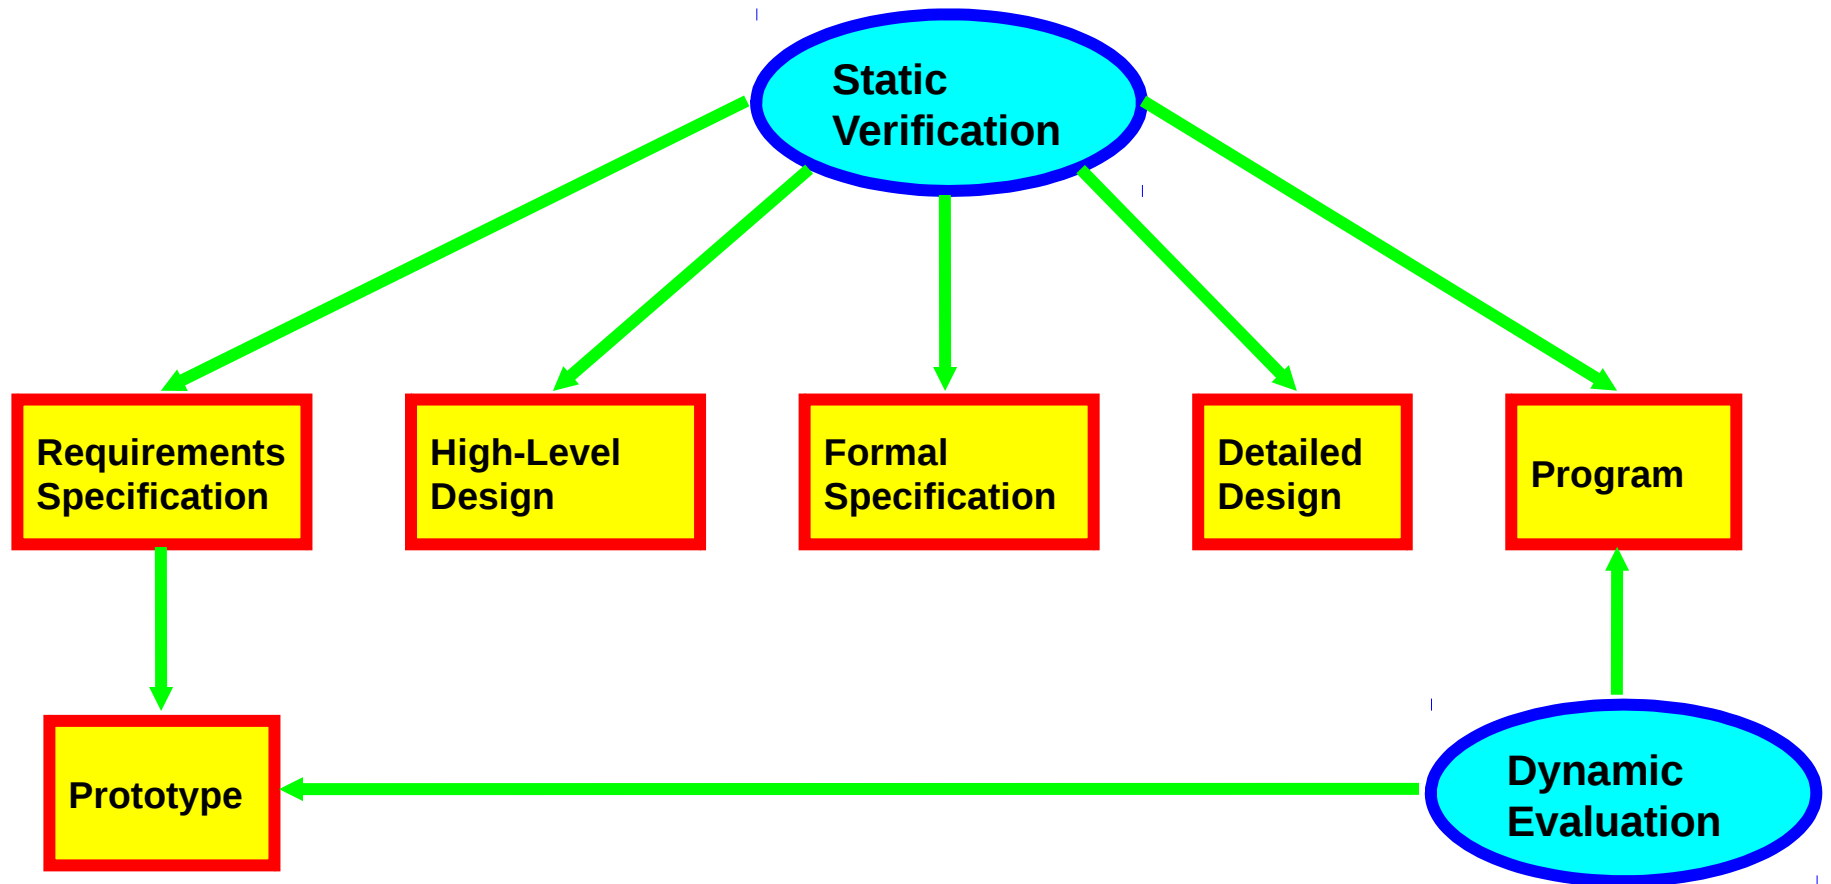 Static
Verification
Requirements
Specification
High-Level
Design
Formal
Specification
Detailed
Design
Program
Prototype
Dynamic
Evaluation